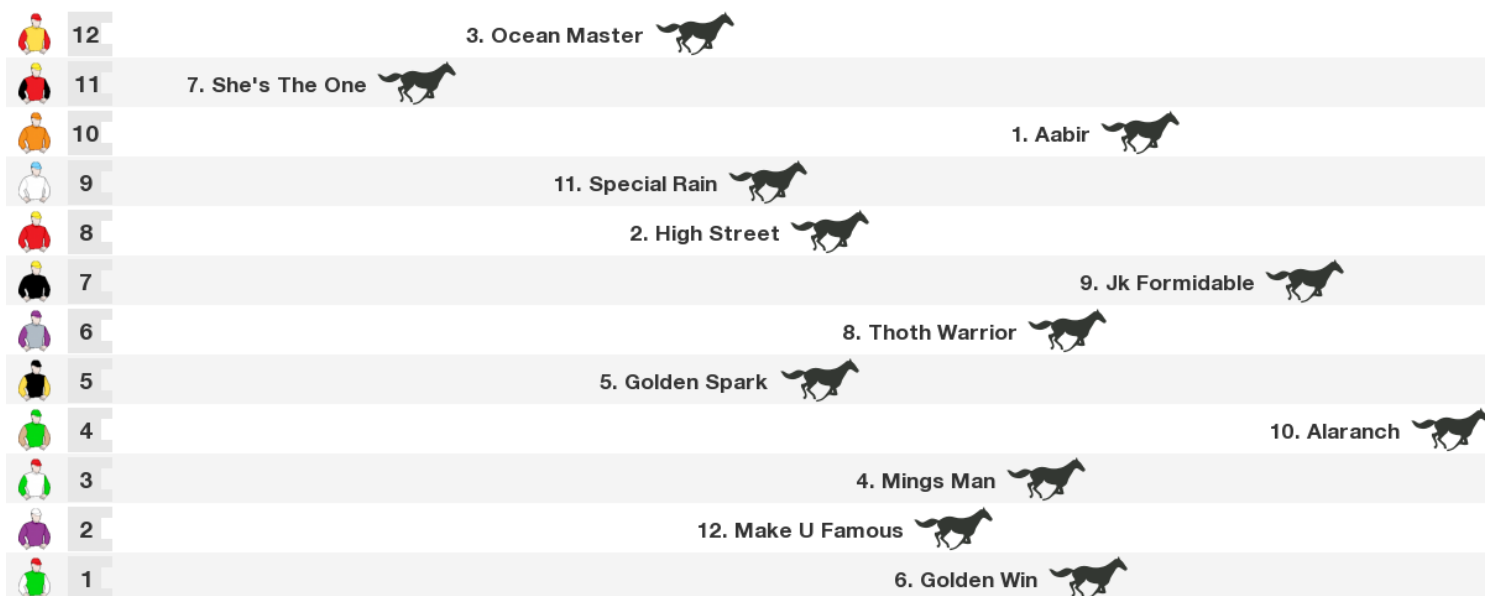 12 3. Ocean Master
11 7. She's The One
10 1. Aabir
9 11. Special Rain
8 2. High Street
7 9. Jk Formidable
6 8. Thoth Warrior
5 5. Golden Spark
4 10. Alaranch
3 4. Mings Man
2 12. Make U Famous
1 6. Golden Win